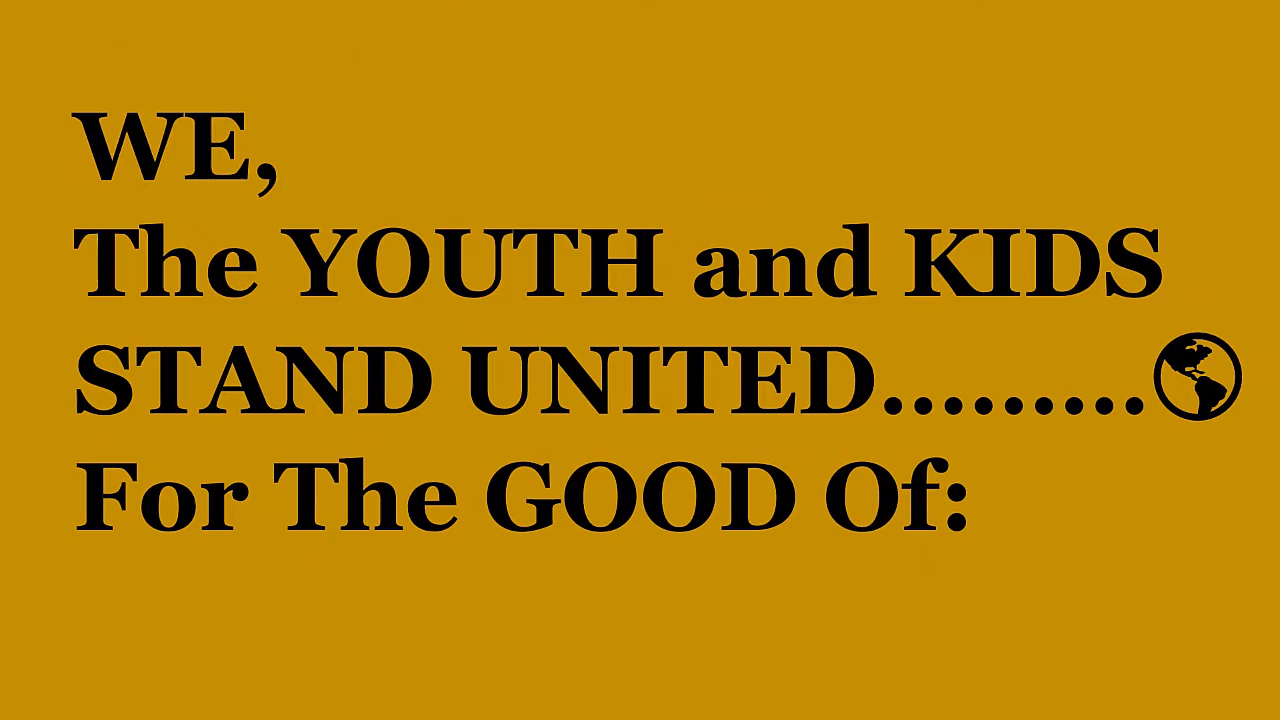 WE,
The YOUTH and KIDS
STAND UNITED.........🌎
For The GOOD Of: